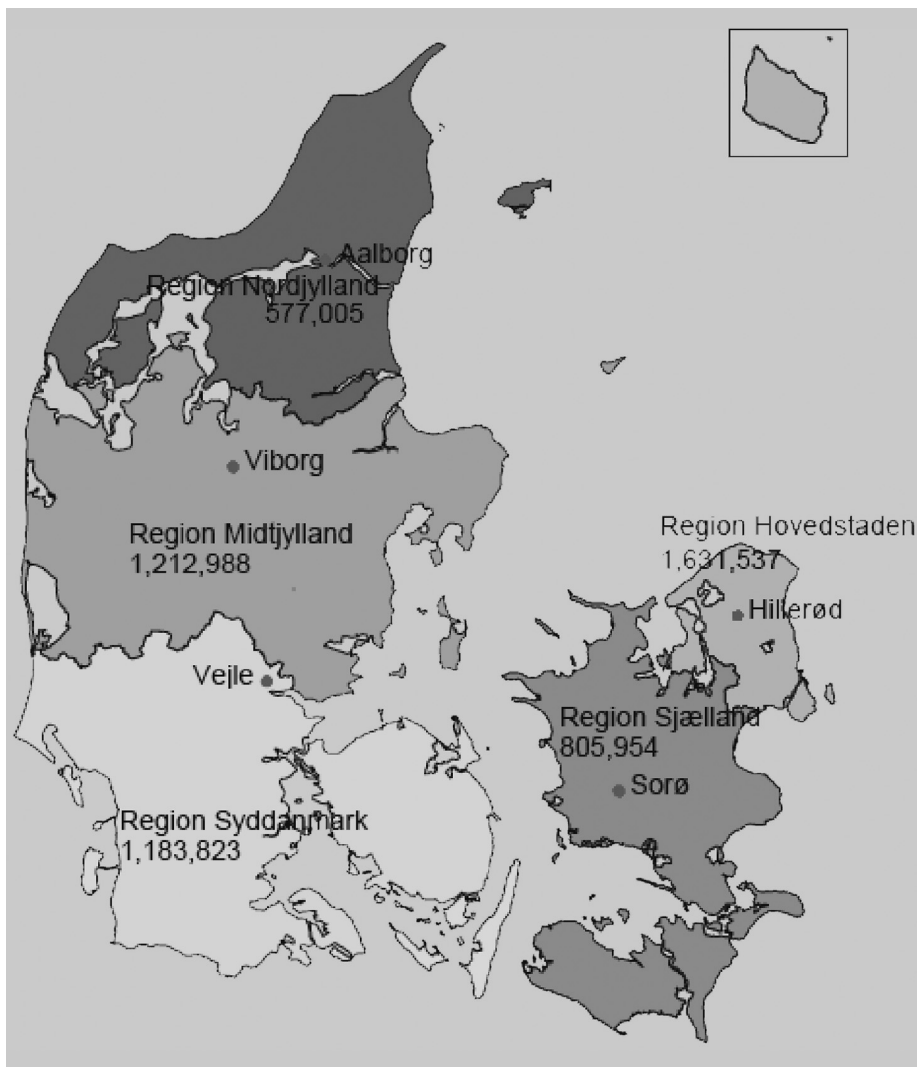 Aalborg
Region Nordjylland
577,005
Viborg
Region Midtjylland
1,212,988
Region Hovedstaden
1,631,537
Hillerød
Vejle
Region Sjælland
805,954
Sorø
Region Syddanmark
1,183,823